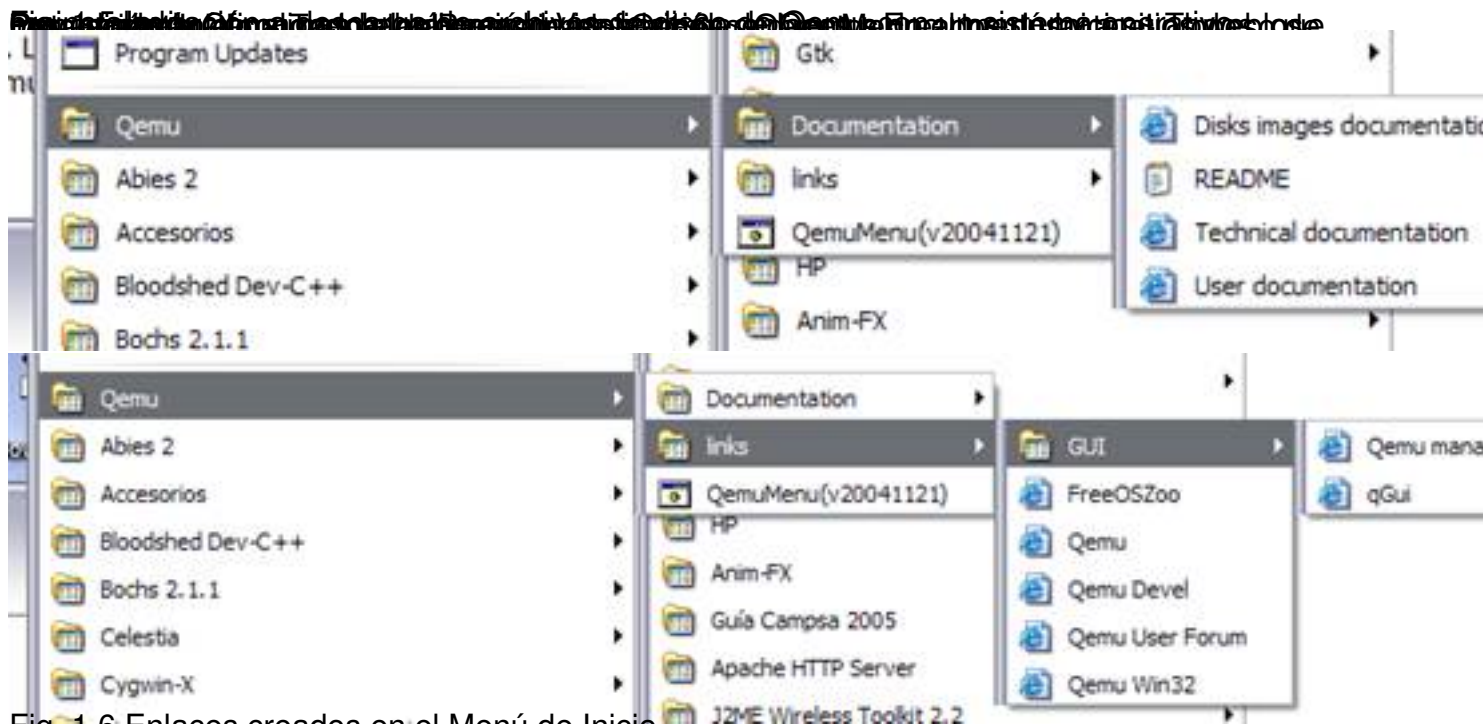 Program Updates
Gtk
Qemu
Documentation
Disks images documentatio
Abies 2
links
README
Accesorios
QemuMenu(v20041121)
Technical documentation
HP
Bloodshed Dev-C++
User documentation
Anim-FX
Bochs 2.1.1
Qemu
Documentation
Abies 2
links
GUI
Qemu mana
Accesorios
QemuMenu(v20041121)
FreeOSZoo
qGui
HP
Bloodshed Dev-C++
Qemu
Anim-FX
Bochs 2.1.1
Qemu Devel
Guía Campsa 2005
Celestia
Qemu User Forum
Apache HTTP Server
Cygwin-X
Qemu Win32
Fig. 1.6 Enlaces creados en el Menú de Inicio
J2ME Wireless Toolkit 2.2